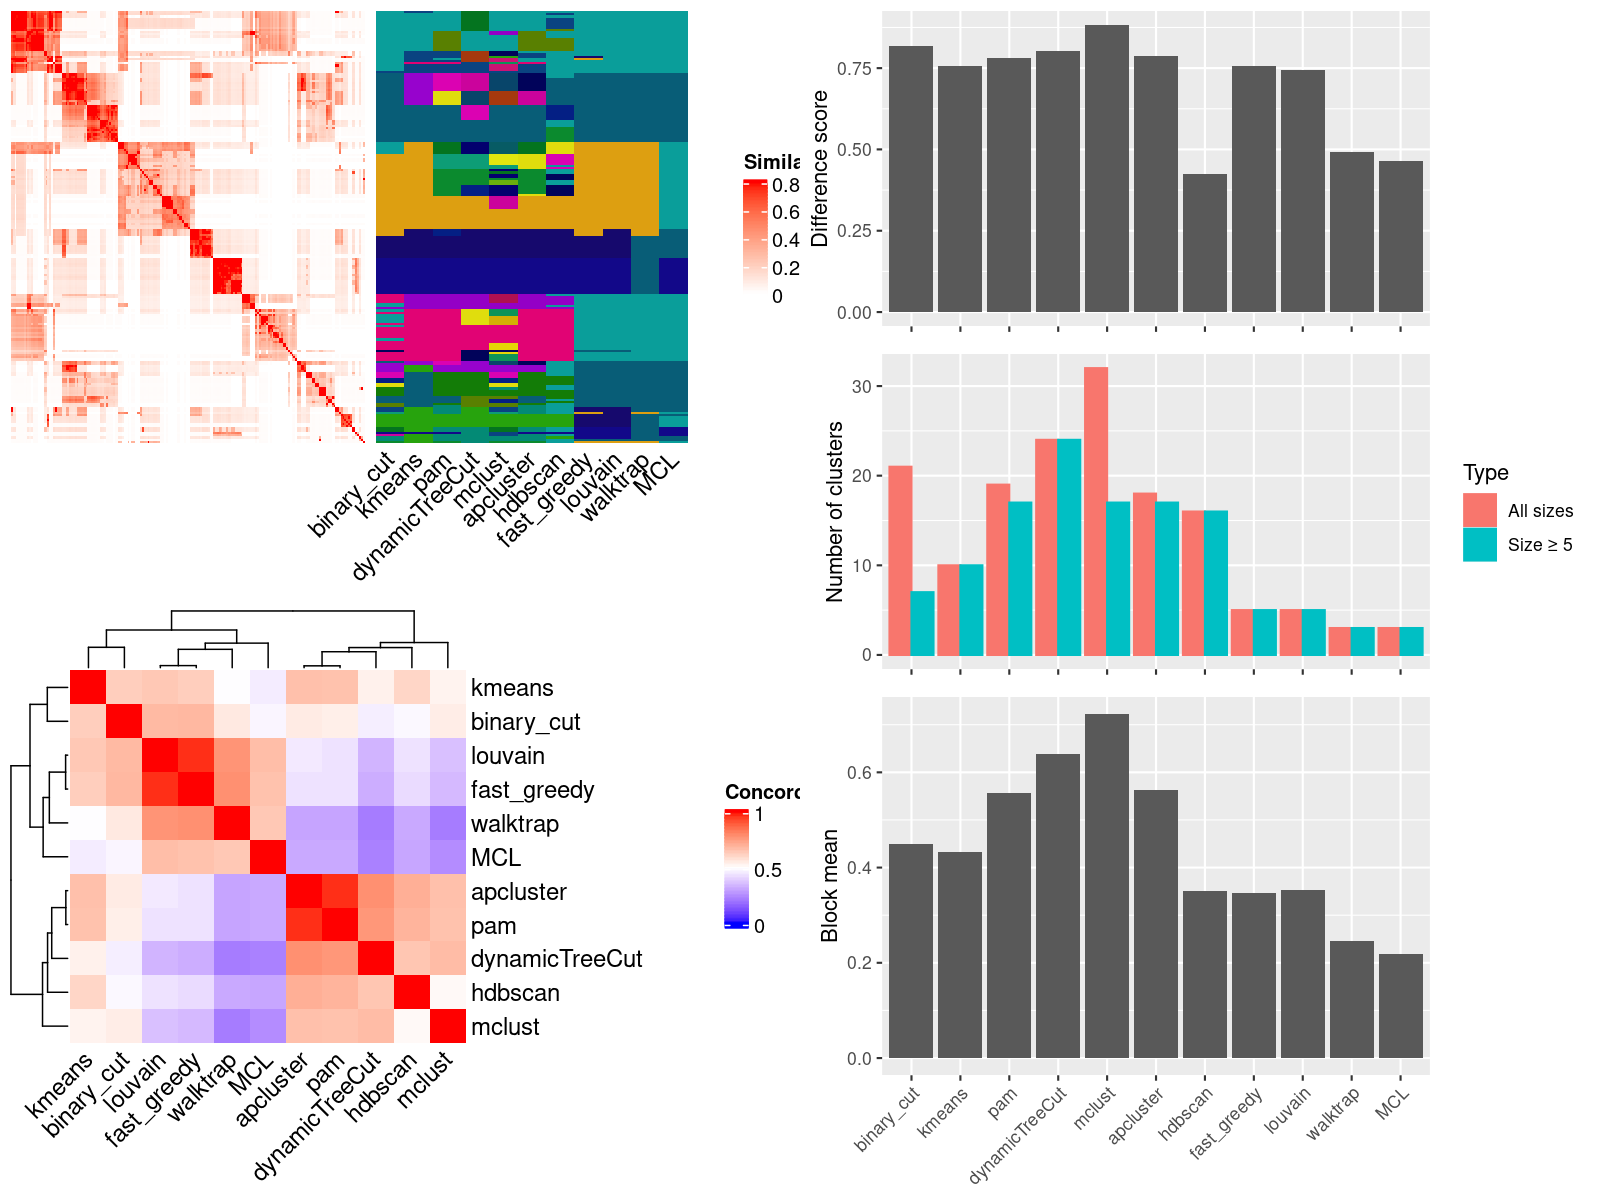 Simila
0.8
0.6
0.4
0.2
0
binary_cut
kmeans
pam
dynamicTreeCut
mclust
apcluster
hdbscan
fast_greedy
louvain
walktrap
MCL
Difference score
0.75
0.50
0.25
0.00
Number of clusters
30
20
10
0
Type
All sizes
Size ≥ 5
kmeans
binary_cut
louvain
fast_greedy
walktrap
MCL
apcluster
pam
dynamicTreeCut
hdbscan
mclust
kmeans
binary_cut
louvain
fast_greedy
walktrap
MCL
apcluster
pam
dynamicTreeCut
hdbscan
mclust
Concord
1
0.5
0
Block mean
0.6
0.4
0.2
0.0
binary_cut
kmeans
pam
dynamicTreeCut
mclust
apcluster
hdbscan
fast_greedy
louvain
walktrap
MCL